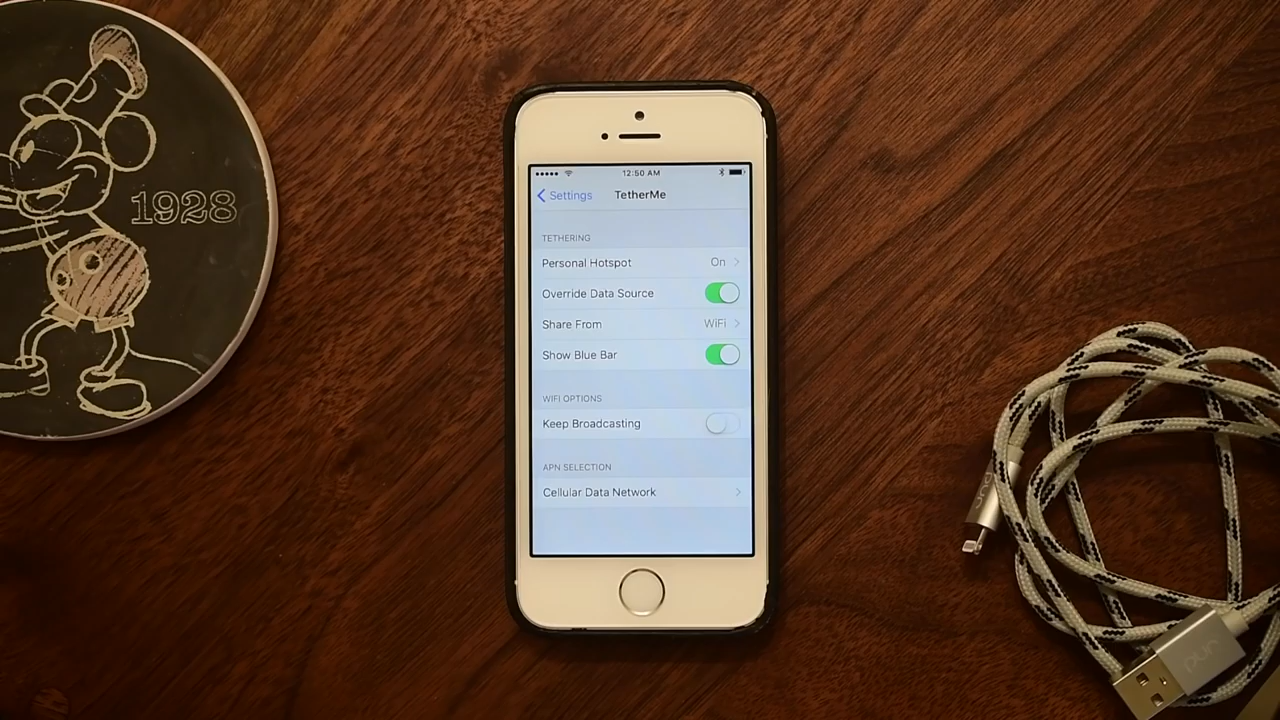 1928
12:50 AM
Settings
TetherMe
TETHERING
Personal Hotspot On
Override Data Source
Share From WiFi
Show Blue Bar
WIFI OPTIONS
Keep Broadcasting
APN SELECTION
Cellular Data Network